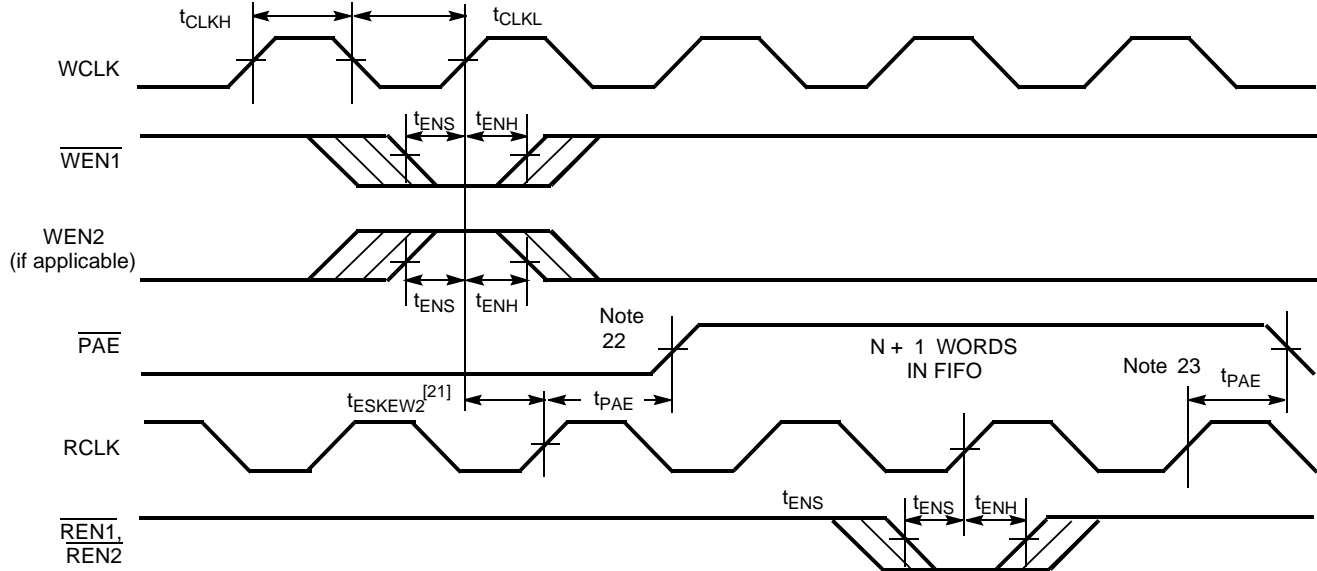 tCLKH
tCLKL
WCLK
tENS
tENH
WEN1
WEN2
(if applicable)
tENS
tENH
Note
22
PAE
N + 1 WORDS
IN FIFO
Note 23
tPAE
tESKEW2[21]
tPAE
RCLK
tENS
tENS
tENH
REN1,
REN2